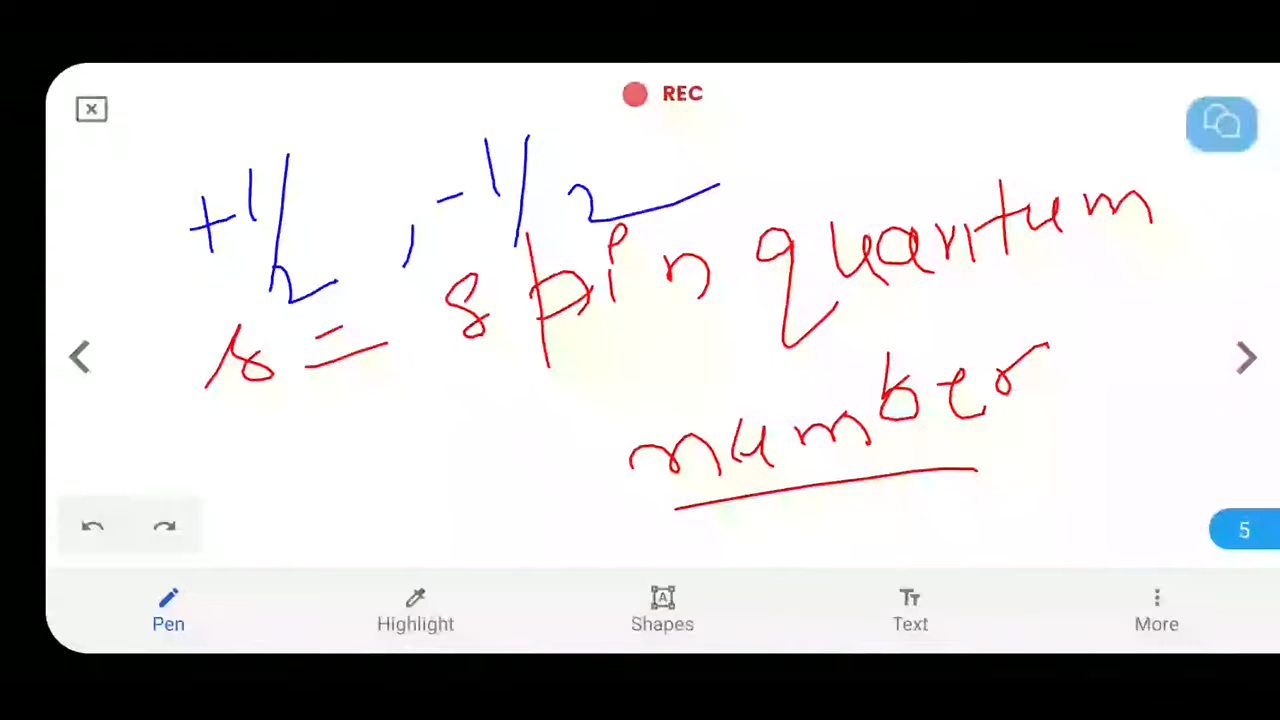 REC
+1/2 , -1/2
s = spin quantum
number
5
Pen Highlight Shapes Text More